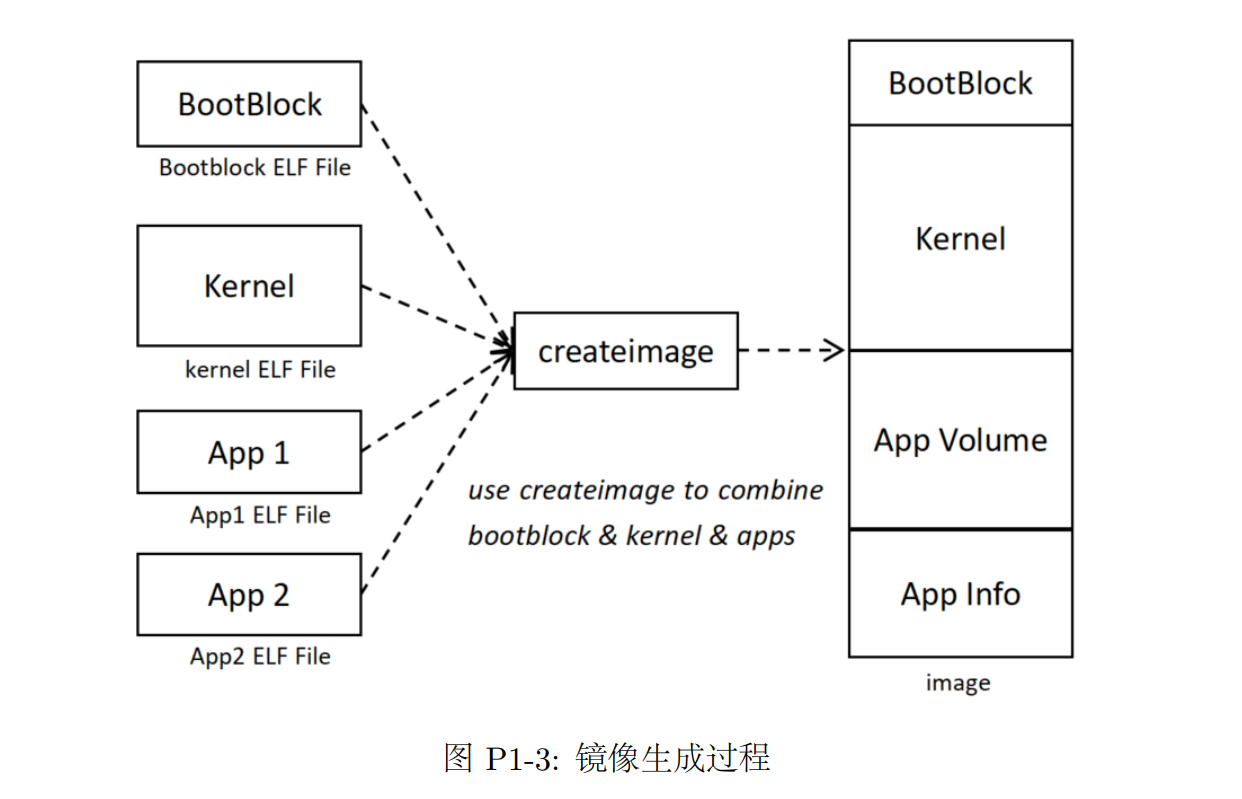 BootBlock
Bootblock ELF File
Kernel
kernel ELF File
App 1
App1 ELF File
App 2
App2 ELF File
createimage
use createimage to combine
bootblock & kernel & apps
BootBlock
Kernel
App Volume
App Info
image
图 P1-3: 镜像生成过程